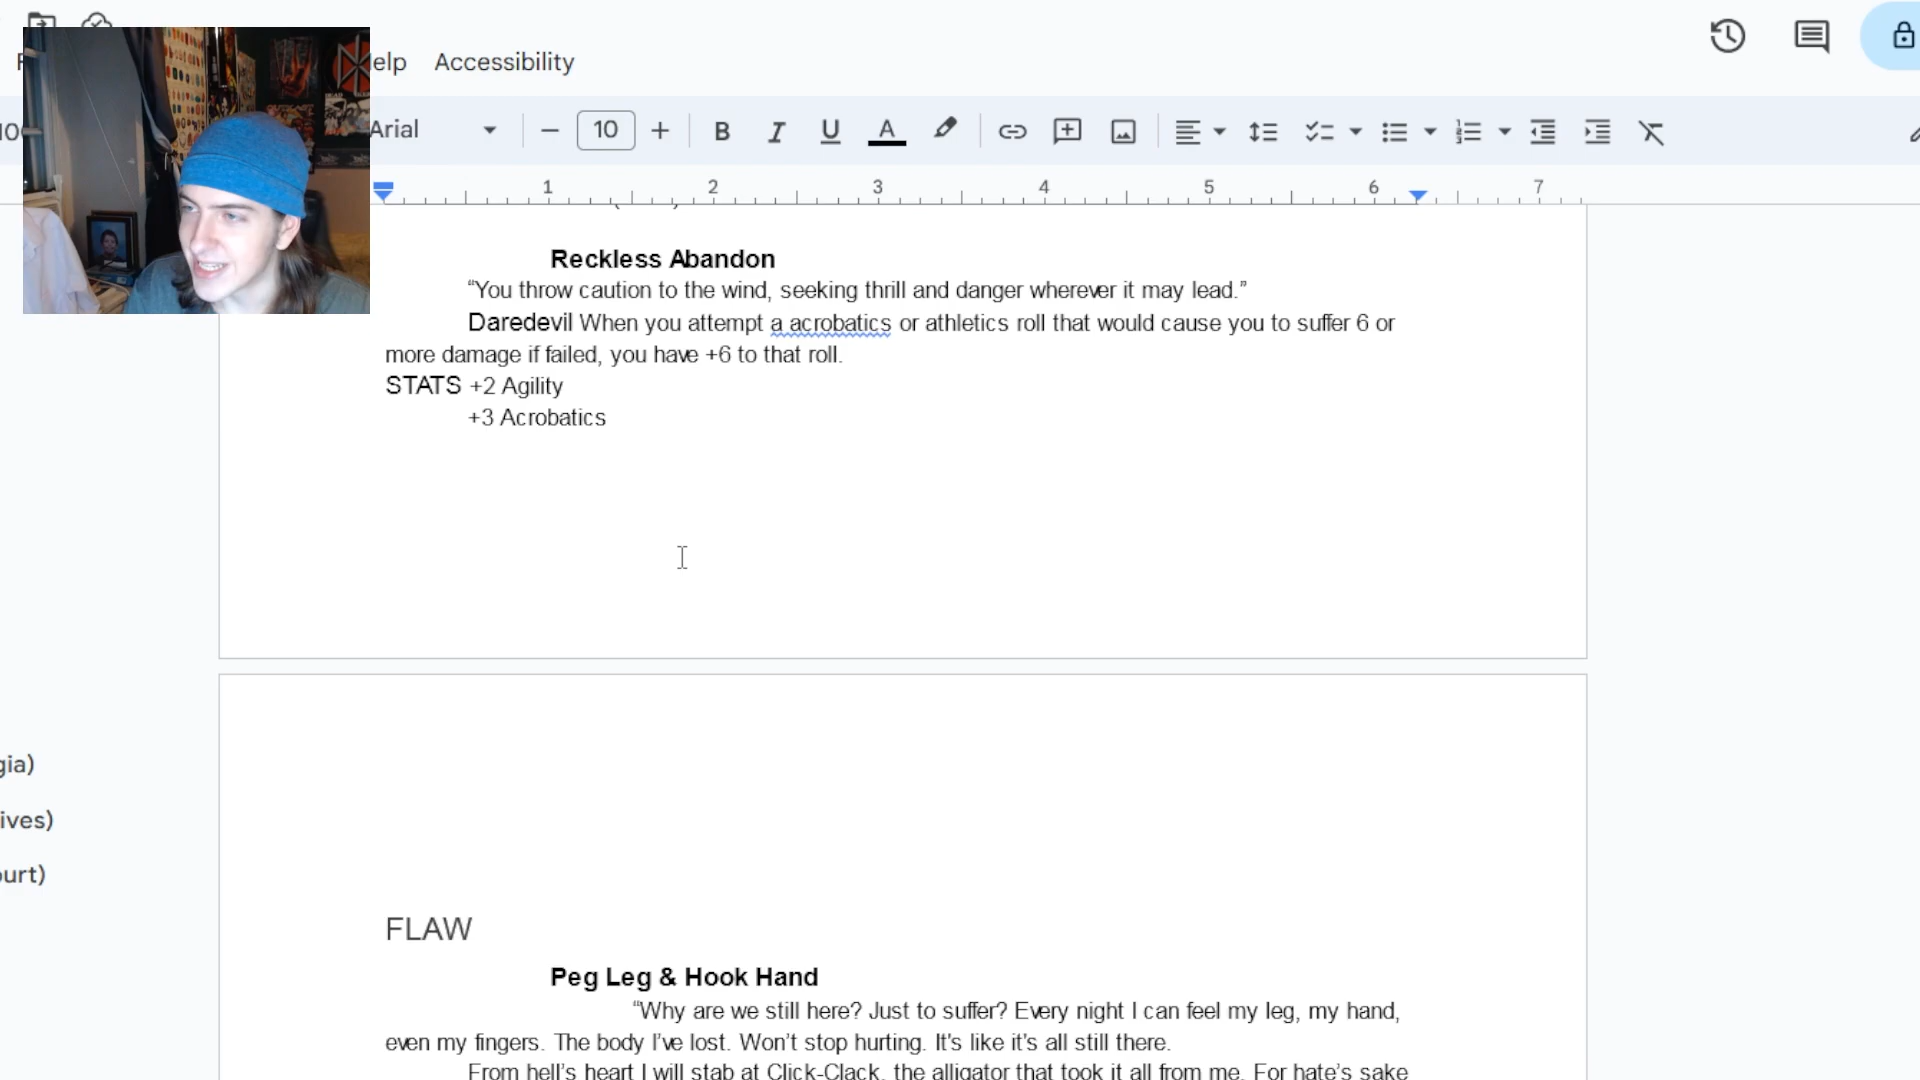 elp Accessibility
Arial 10
1 2 3 4 5 6 7
Reckless Abandon
“You throw caution to the wind, seeking thrill and danger wherever it may lead.”
Daredevil When you attempt a acrobatics or athletics roll that would cause you to suffer 6 or
more damage if failed, you have +6 to that roll.
STATS +2 Agility
+3 Acrobatics
gia)
ives)
ourt)
FLAW
Peg Leg & Hook Hand
“Why are we still here? Just to suffer? Every night I can feel my leg, my hand,
even my fingers. The body I’ve lost. Won’t stop hurting. It’s like it’s all still there.
From hell’s heart I will stab at Click-Clack, the alligator that took it all from me. For hate’s sake